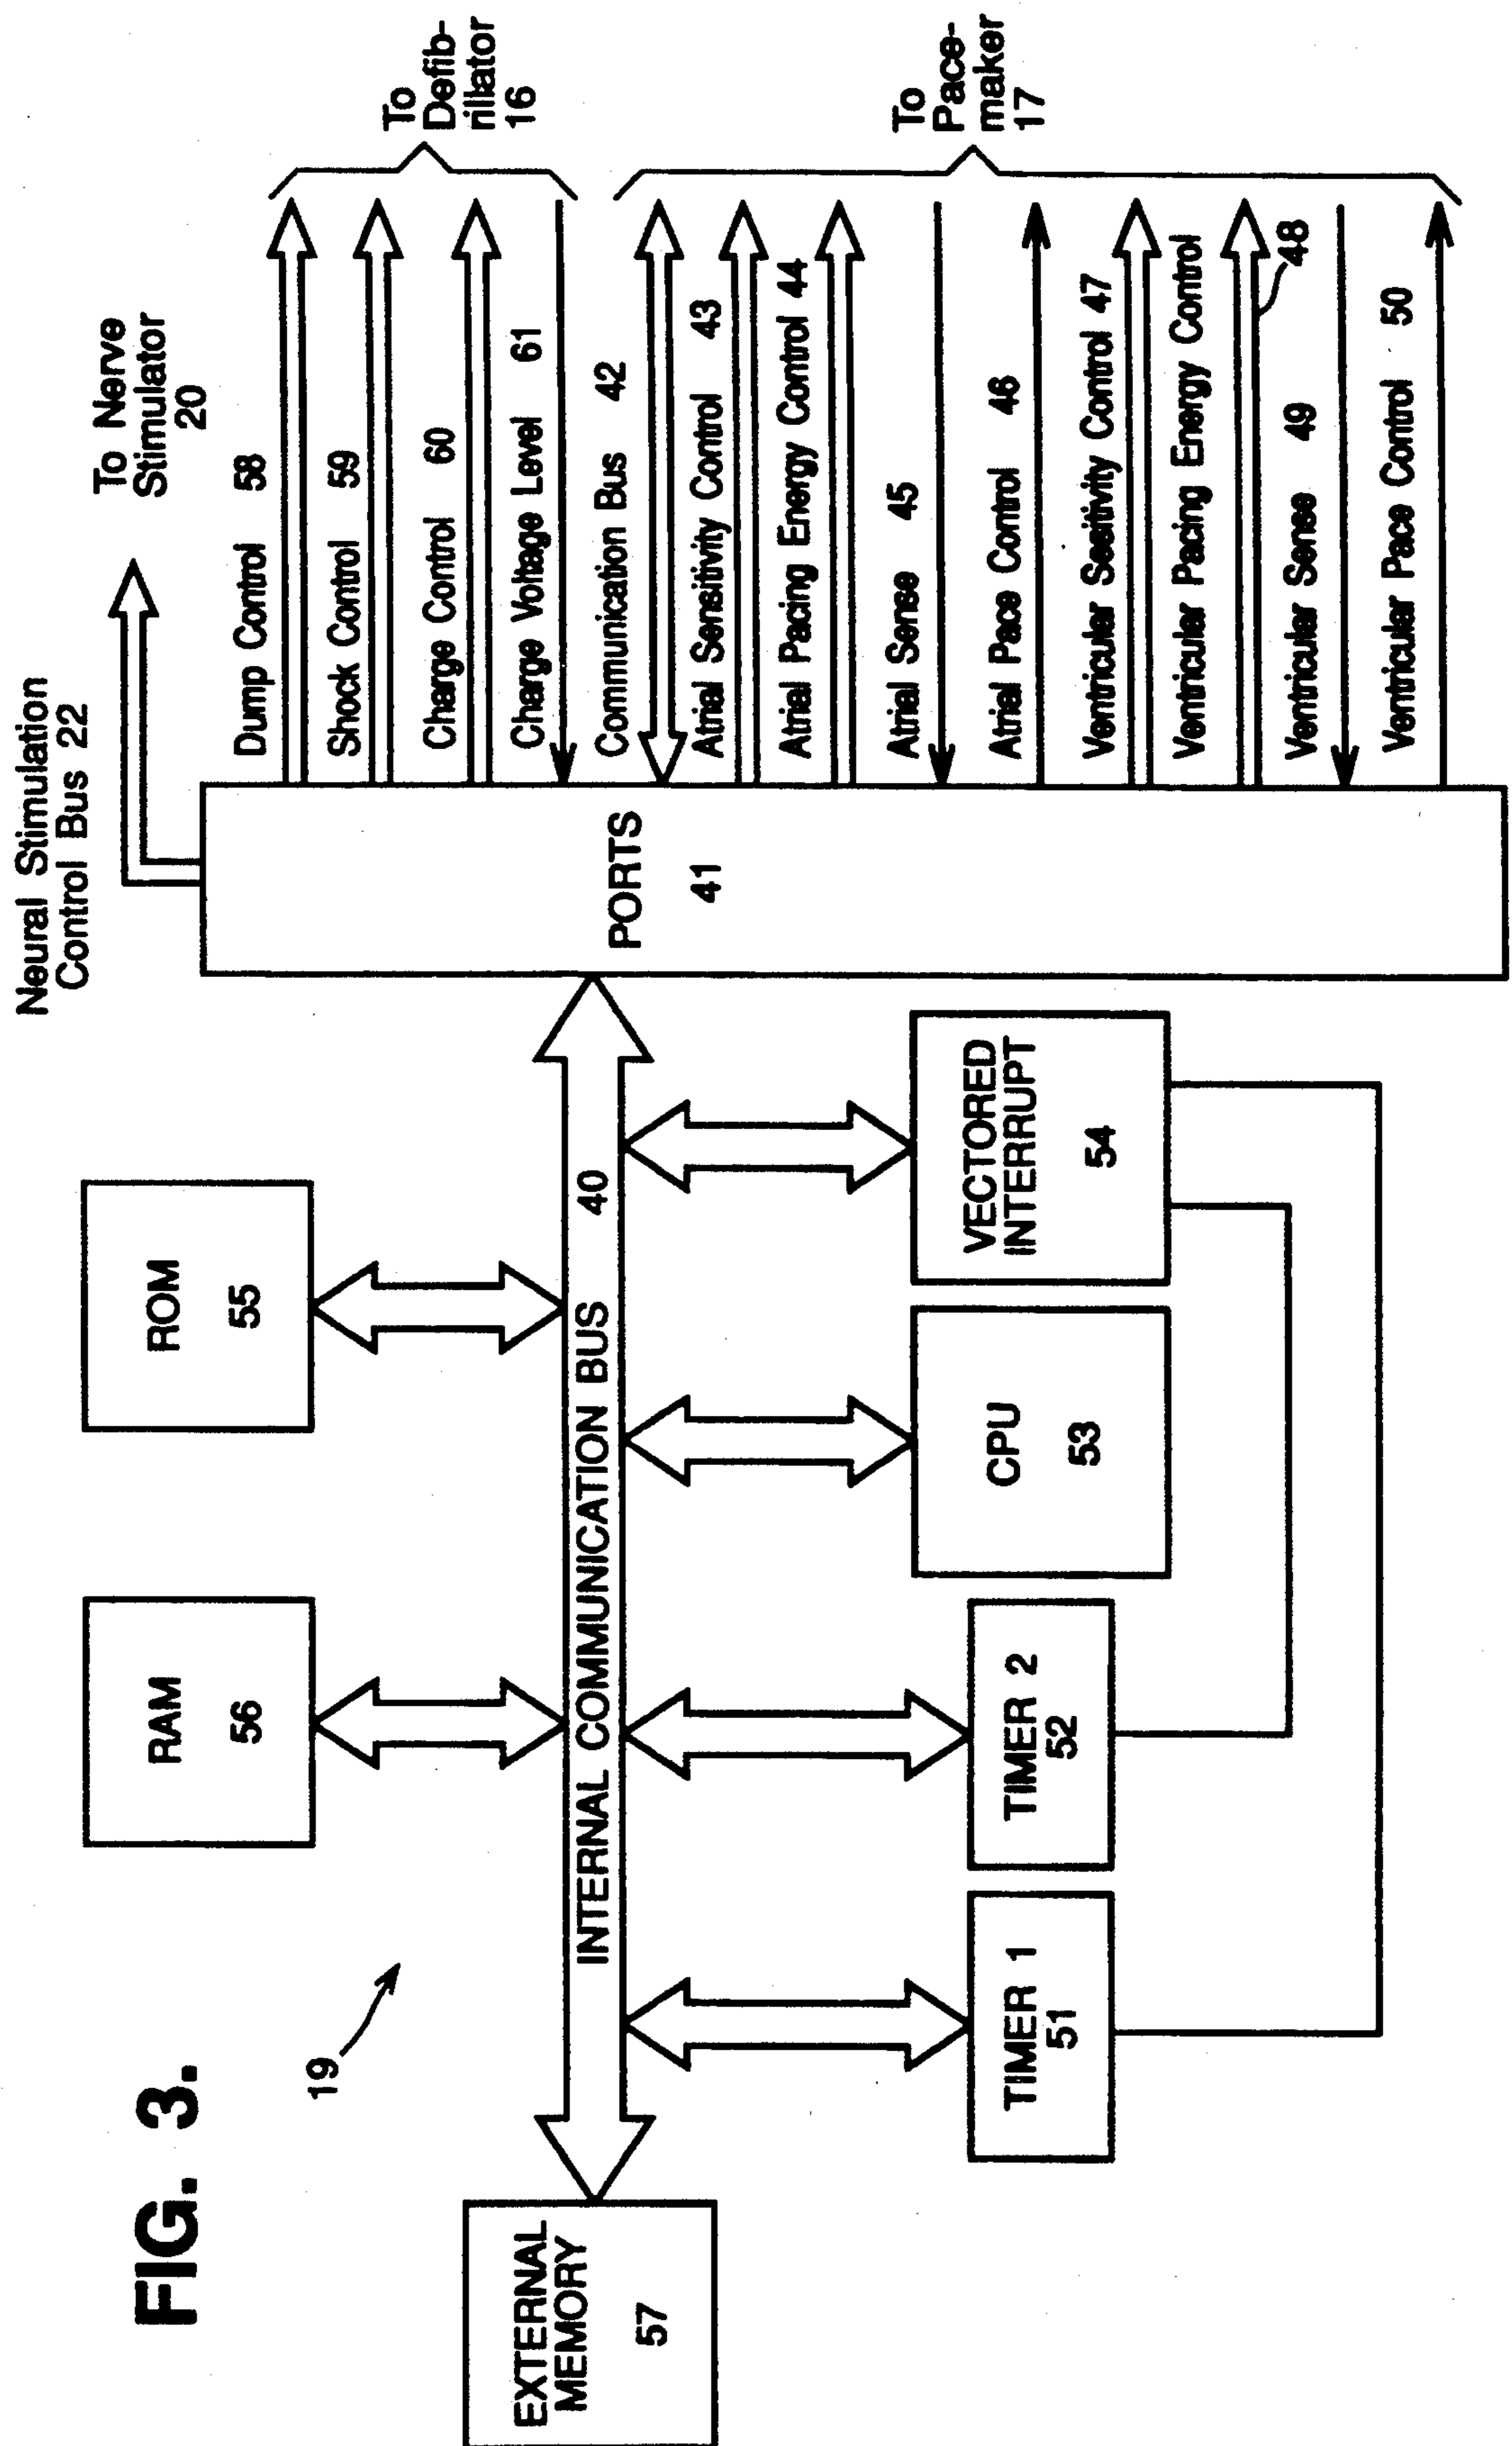 FIG. 3.
19
Neural Stimulation
Control Bus 22
To Nerve
Stimulator
20
RAM
56
ROM
55
EXTERNAL
MEMORY
57
INTERNAL COMMUNICATION BUS 40
TIMER 1
51
TIMER 2
52
CPU
53
VECTORED
INTERRUPT
54
PORTS
41
Dump Control 58
Shock Control 59
Charge Control 60
Charge Voltage Level 61
Communication Bus 42
Atrial Sensitivity Control 43
Atrial Pacing Energy Control 44
Atrial Sense 45
Atrial Pace Control 46
Ventricular Sesitivity Control 47
Ventricular Pacing Energy Control
48
Ventricular Sense 49
Ventricular Pace Control 50
To
Defib-
rillator
16
To
Pace-
maker
17